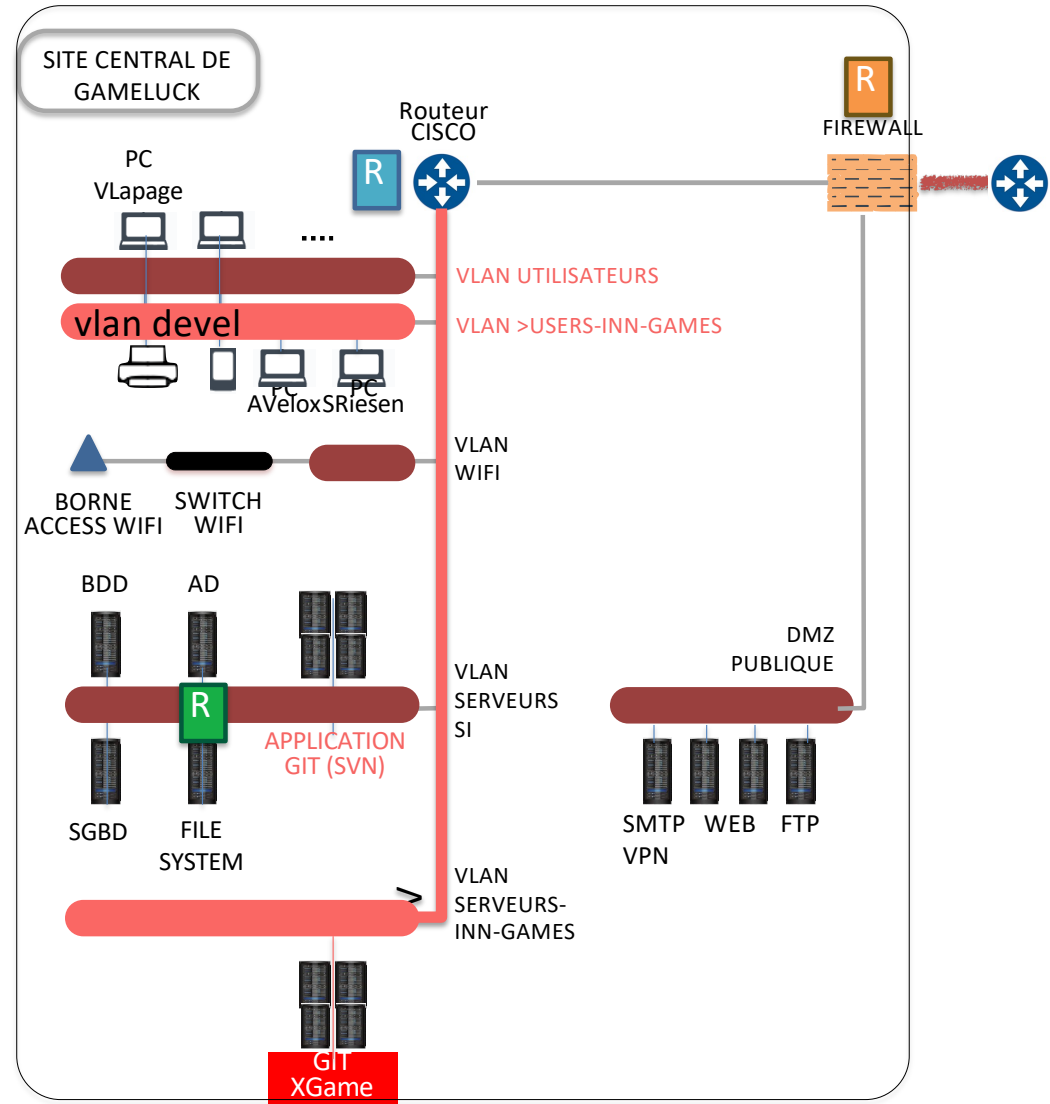 SITE CENTRAL DE
GAMELUCK
R
FIREWALL
Routeur
CISCO
R
PC
VLapage
....
VLAN UTILISATEURS
vlan devel
VLAN >USERS-INN-GAMES
PC
AVelox
PC
SRiesen
VLAN
WIFI
BORNE
ACCESS WIFI
SWITCH
WIFI
BDD
AD
DMZ
PUBLIQUE
VLAN
SERVEURS
SI
R
APPLICATION
GIT (SVN)
SGBD
FILE
SYSTEM
SMTP
VPN
WEB
FTP
>
VLAN
SERVEURS-
INN-GAMES
GIT
XGame